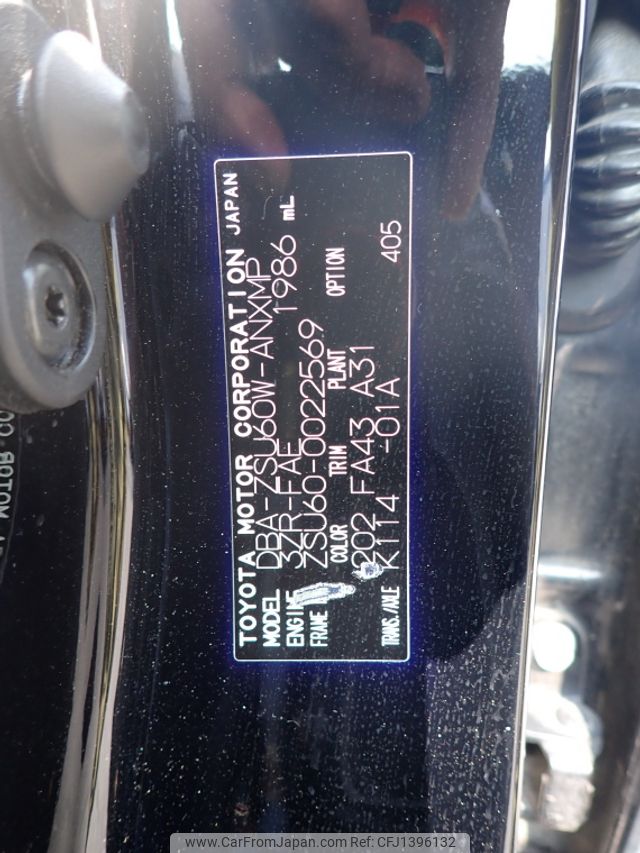 TOYOTA MOTOR CORPORATION JAPAN
MODEL DBA-ZSU60W-ANXMP
ENGINE 3ZR-FAE 1986 mL
FRAME ZSU60-0022569
COLOR TRIM PLANT OPTION
202 FA43 A31 405
TRANS./AXLE K114 -01A
www.CarFromJapan.com Ref-Code: CFJ1396132